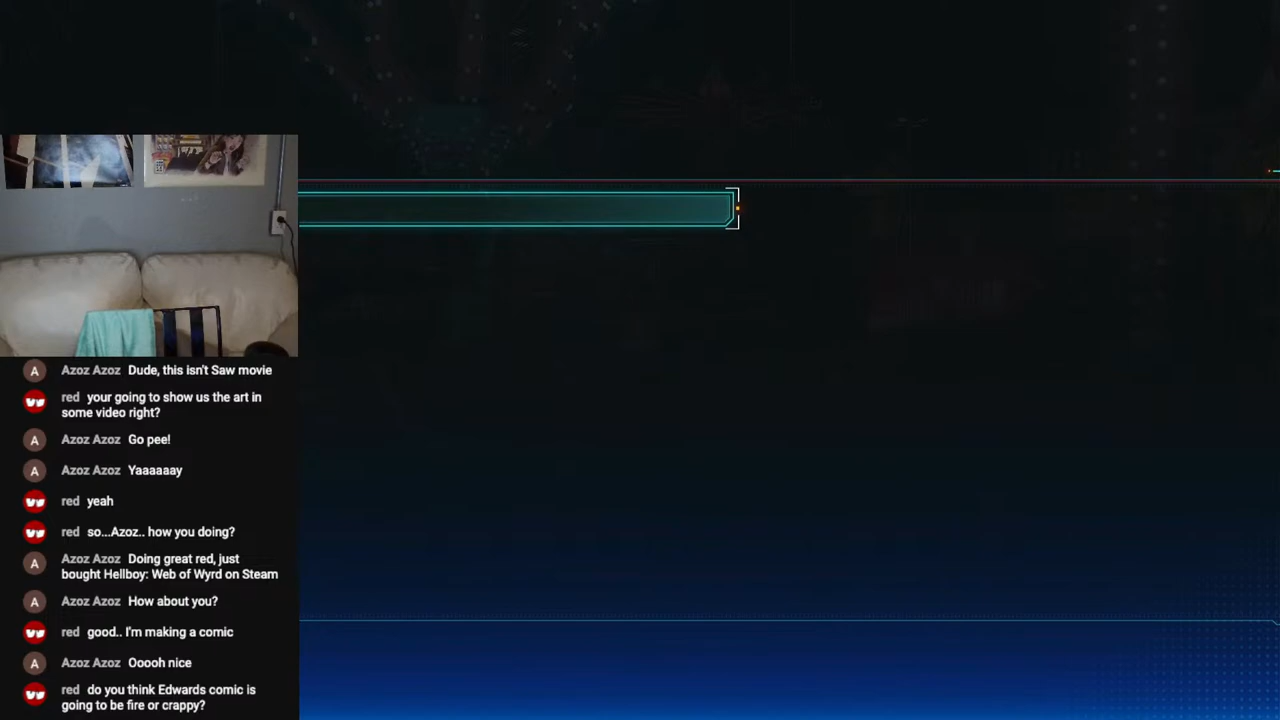 A Azoz Azoz Dude, this isn't Saw movie
red your going to show us the art in
some video right?
A Azoz Azoz Go pee!
A Azoz Azoz Yaaaaaay
red yeah
red so...Azoz.. how you doing?
A Azoz Azoz Doing great red, just
bought Hellboy: Web of Wyrd on Steam
A Azoz Azoz How about you?
red good.. I'm making a comic
A Azoz Azoz Ooooh nice
red do you think Edwards comic is
going to be fire or crappy?